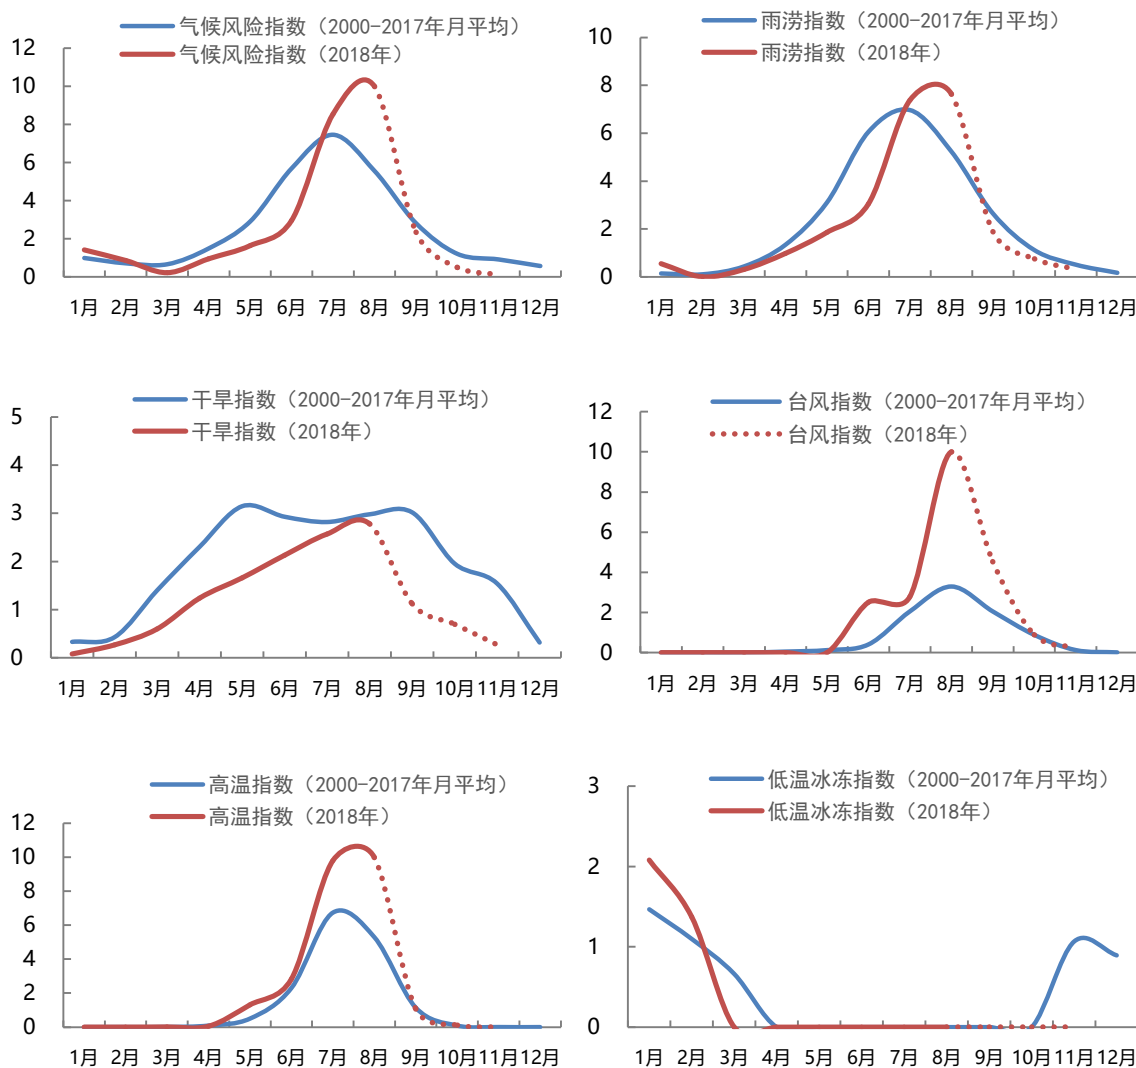 气候风险指数（2000-2017年月平均）
气候风险指数（2018年）
12
10
8
6
4
2
0
1月 2月 3月 4月 5月 6月 7月 8月 9月 10月 11月 12月
雨涝指数（2000-2017年月平均）
雨涝指数（2018年）
10
8
6
4
2
0
1月 2月 3月 4月 5月 6月 7月 8月 9月 10月 11月 12月
干旱指数（2000-2017年月平均）
干旱指数（2018年）
5
4
3
2
1
0
1月 2月 3月 4月 5月 6月 7月 8月 9月 10月 11月 12月
台风指数（2000-2017年月平均）
台风指数（2018年）
12
10
8
6
4
2
0
1月 2月 3月 4月 5月 6月 7月 8月 9月 10月 11月 12月
高温指数（2000-2017年月平均）
高温指数（2018年）
12
10
8
6
4
2
0
1月 2月 3月 4月 5月 6月 7月 8月 9月 10月 11月 12月
低温冰冻指数（2000-2017年月平均）
低温冰冻指数（2018年）
3
2
1
0
1月 2月 3月 4月 5月 6月 7月 8月 9月 10月 11月 12月